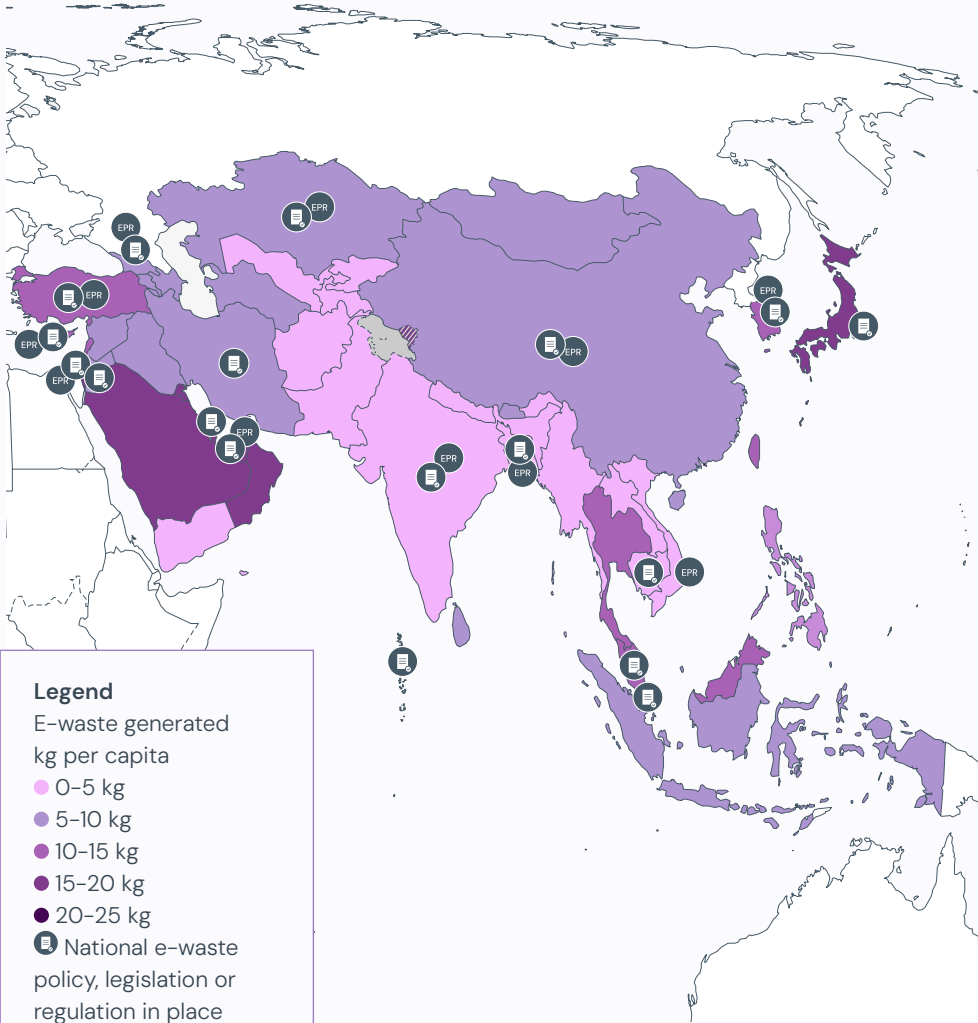 EPR
EPR
EPR
EPR
EPR
EPR
EPR
EPR
EPR
EPR
EPR
Legend
E-waste generated
kg per capita
0-5 kg
5-10 kg
10-15 kg
15-20 kg
20-25 kg
National e-waste
policy, legislation or
regulation in place